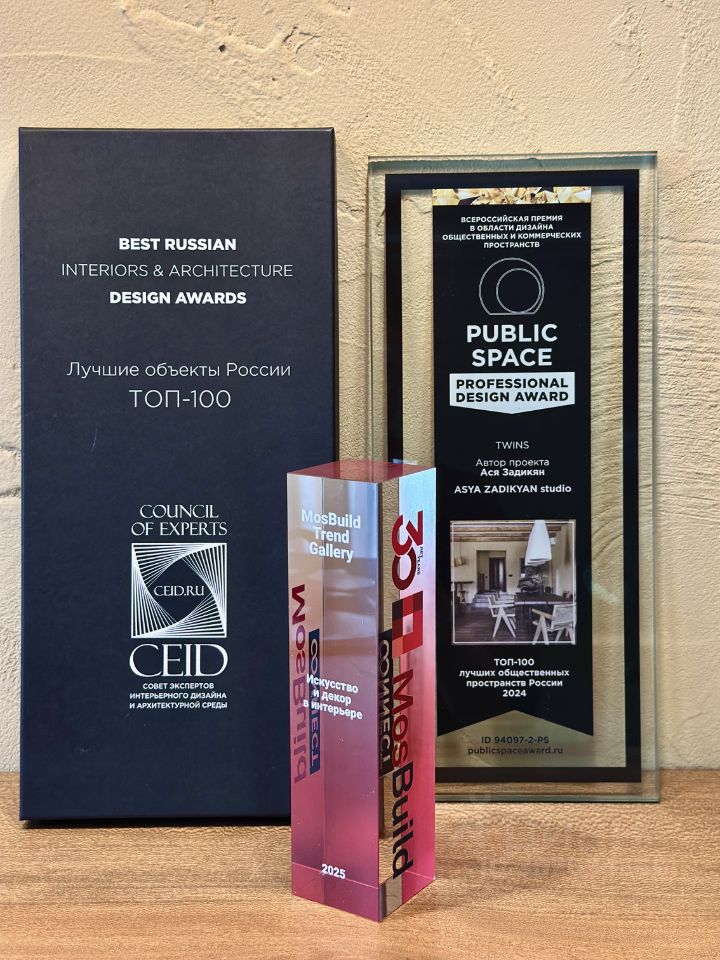 BEST RUSSIAN
INTERIORS & ARCHITECTURE
DESIGN AWARDS
Лучшие объекты России
ТОП-100
COUNCIL
OF EXPERTS
CEID.RU
CEID
СОВЕТ ЭКСПЕРТОВ
ИНТЕРЬЕРНОГО ДИЗАЙНА
И АРХИТЕКТУРНОЙ СРЕДЫ
ВСЕРОССИЙСКАЯ ПРЕМИЯ
В ОБЛАСТИ ДИЗАЙНА
ОБЩЕСТВЕННЫХ И КОММЕРЧЕСКИХ
ПРОСТРАНСТВ
PUBLIC
SPACE
PROFESSIONAL
DESIGN AWARD
TWINS
Автор проекта
Ася Задикян
ASYA ZADIKYAN studio
ТОП-100
лучших общественных
пространств России
2024
ID 94097-2-PS
publicspaceaward.ru
MosBuild
Trend
Gallery
Искусство
и декор
в интерьере
2025
30
MosBuild
CONNECT
MosBuild
CONNECT